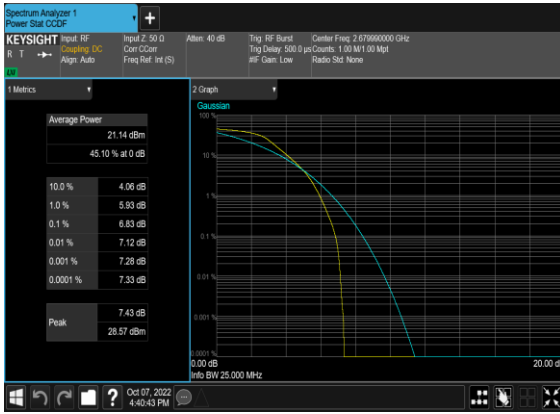 Spectrum Analyzer 1
Power Stat CCDF
KEYSIGHT
R T
LXI
Input: RF
Coupling: DC
Align: Auto
Input Z: 50 Ω
Corr CCorr
Freq Ref: Int (S)
Atten: 40 dB
Trig: RF Burst
Trig Delay: 500.0 µs
#IF Gain: Low
Center Freq: 2.679990000 GHz
Counts: 1.00 M/1.00 Mpt
Radio Std: None
1 Metrics
Average Power
21.14 dBm
45.10 % at 0 dB
10.0 % 4.06 dB
1.0 % 5.93 dB
0.1 % 6.83 dB
0.01 % 7.12 dB
0.001 % 7.28 dB
0.0001 % 7.33 dB
Peak
7.43 dB
28.57 dBm
2 Graph
Gaussian
100 %
10 %
1 %
0.1 %
0.01 %
0.001 %
0.0001 %
0.00 dB
20.00 d
Info BW 25.000 MHz
Oct 07, 2022
4:40:43 PM